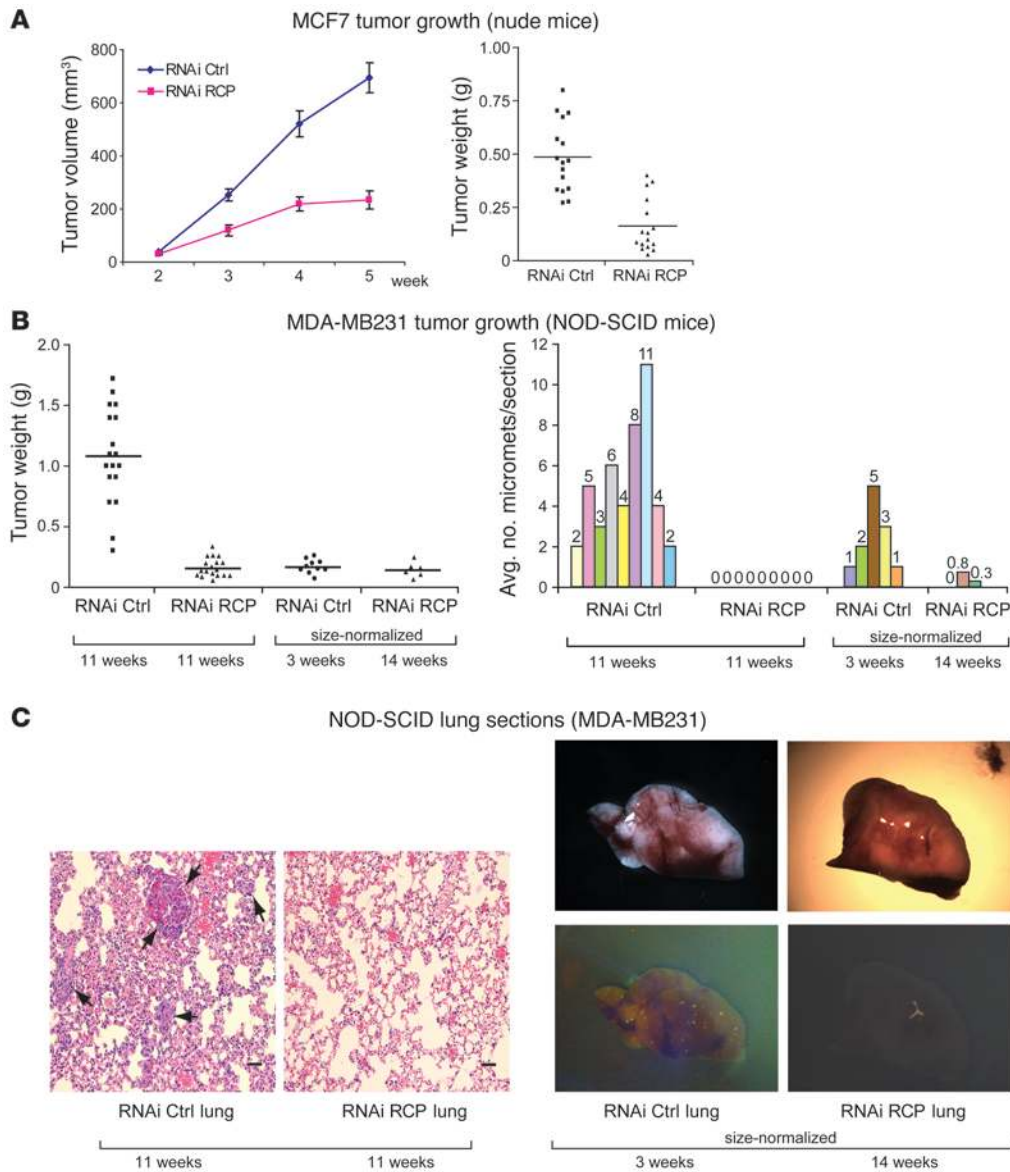 A
MCF7 tumor growth (nude mice)
Tumor volume (mm³)
800
600
400
200
0
RNAi Ctrl
RNAi RCP
2 3 4 5 week
Tumor weight (g)
1.00
0.75
0.50
0.25
0
RNAi Ctrl RNAi RCP
B
MDA-MB231 tumor growth (NOD-SCID mice)
Tumor weight (g)
2.0
1.5
1.0
0.5
0
RNAi Ctrl RNAi RCP RNAi Ctrl RNAi RCP
size-normalized
11 weeks 11 weeks 3 weeks 14 weeks
Avg. no. micromets/section
12
10
8
6
4
2
0
2 5 3 6 4 8 11 4 2
0000000000
1 2 5 3 1
0 0.8 0.3
RNAi Ctrl RNAi RCP RNAi Ctrl RNAi RCP
size-normalized
11 weeks 11 weeks 3 weeks 14 weeks
C
NOD-SCID lung sections (MDA-MB231)
RNAi Ctrl lung RNAi RCP lung RNAi Ctrl lung RNAi RCP lung
size-normalized
11 weeks 11 weeks 3 weeks 14 weeks